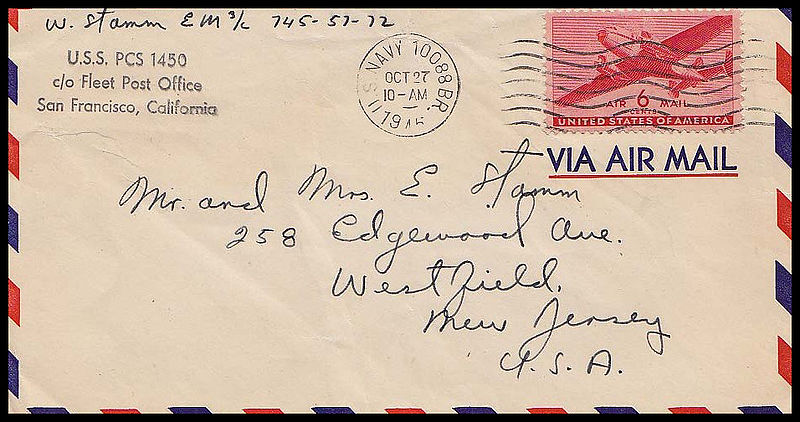 W. Stamm EM 3/c 745-57-72
U.S.S. PCS 1450
c/o Fleet Post Office
San Francisco, California
U.S. NAVY 10088 BR.
OCT 27
10-AM
1945
AIR 6 MAIL
CENTS
UNITED STATES OF AMERICA
VIA AIR MAIL
Mr. and Mrs. E. Stamm
258 Edgewood Ave.
Westfield,
New Jersey
U.S.A.